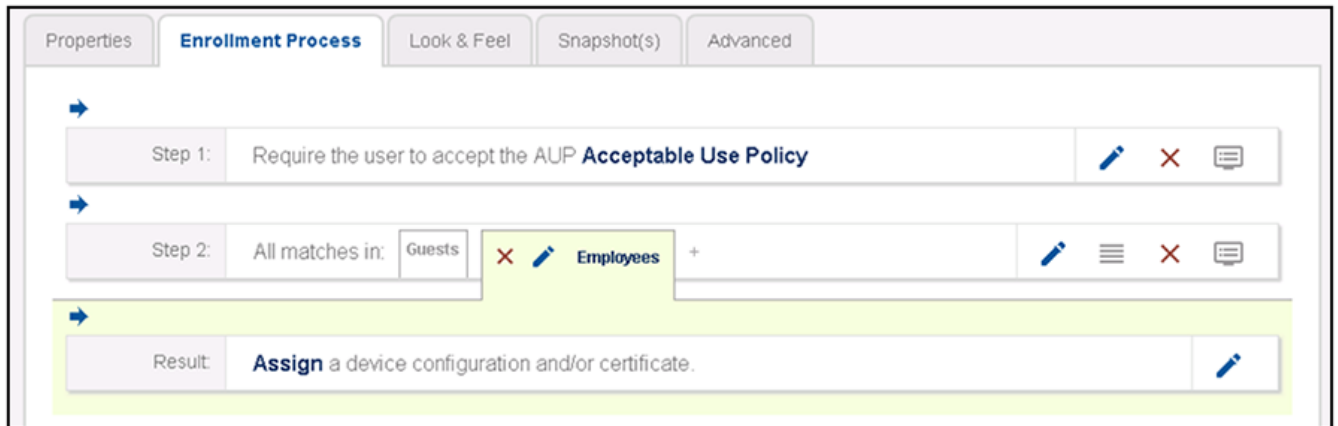 Properties Enrollment Process Look & Feel Snapshot(s) Advanced
Step 1: Require the user to accept the AUP Acceptable Use Policy
Step 2: All matches in: Guests Employees +
Result: Assign a device configuration and/or certificate.